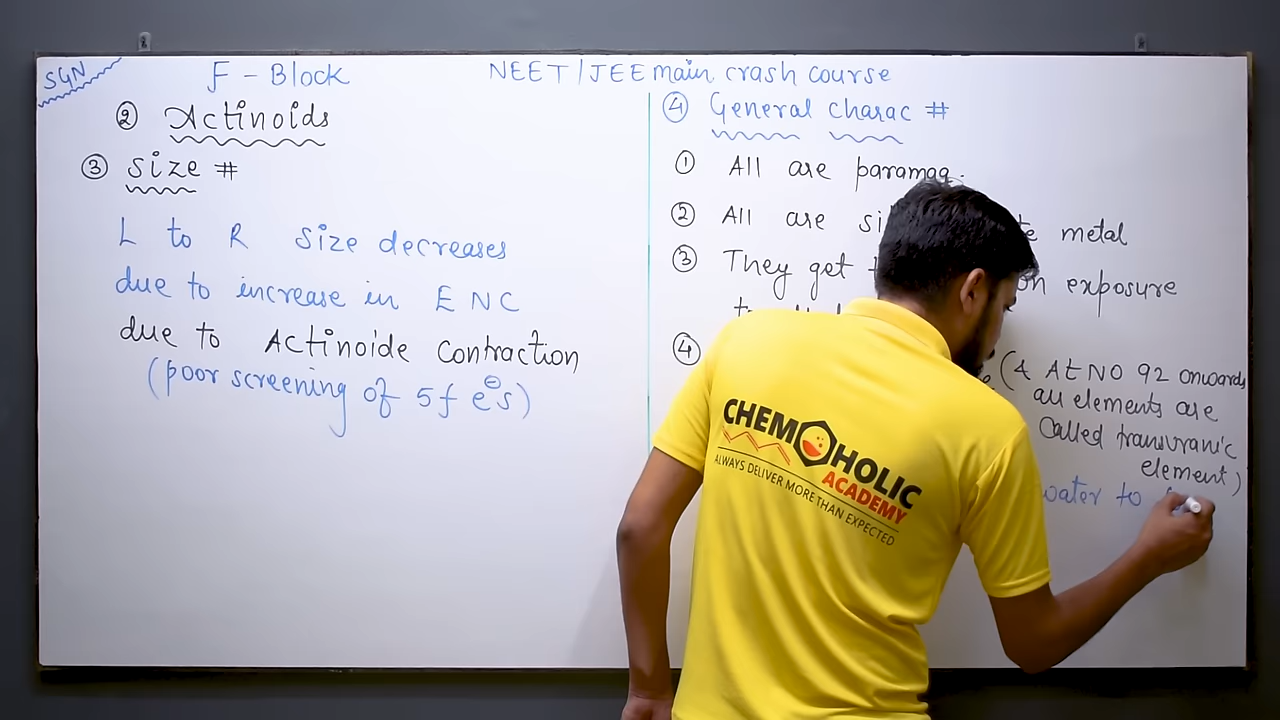 SGN
F - Block
NEET/JEE main crash course
② Actinoids
③ Size #
L to R size decreases
due to increase in ENC
due to Actinoide Contraction
(poor screening of 5f e⊖s)
④ General charac #
① All are paramag.
② All are metal
③ They get on exposure
④
(& At NO 92 onwards
all elements are
Called transuranic
element)
water to
CHEMOHOLIC
ACADEMY
ALWAYS DELIVER MORE THAN EXPECTED